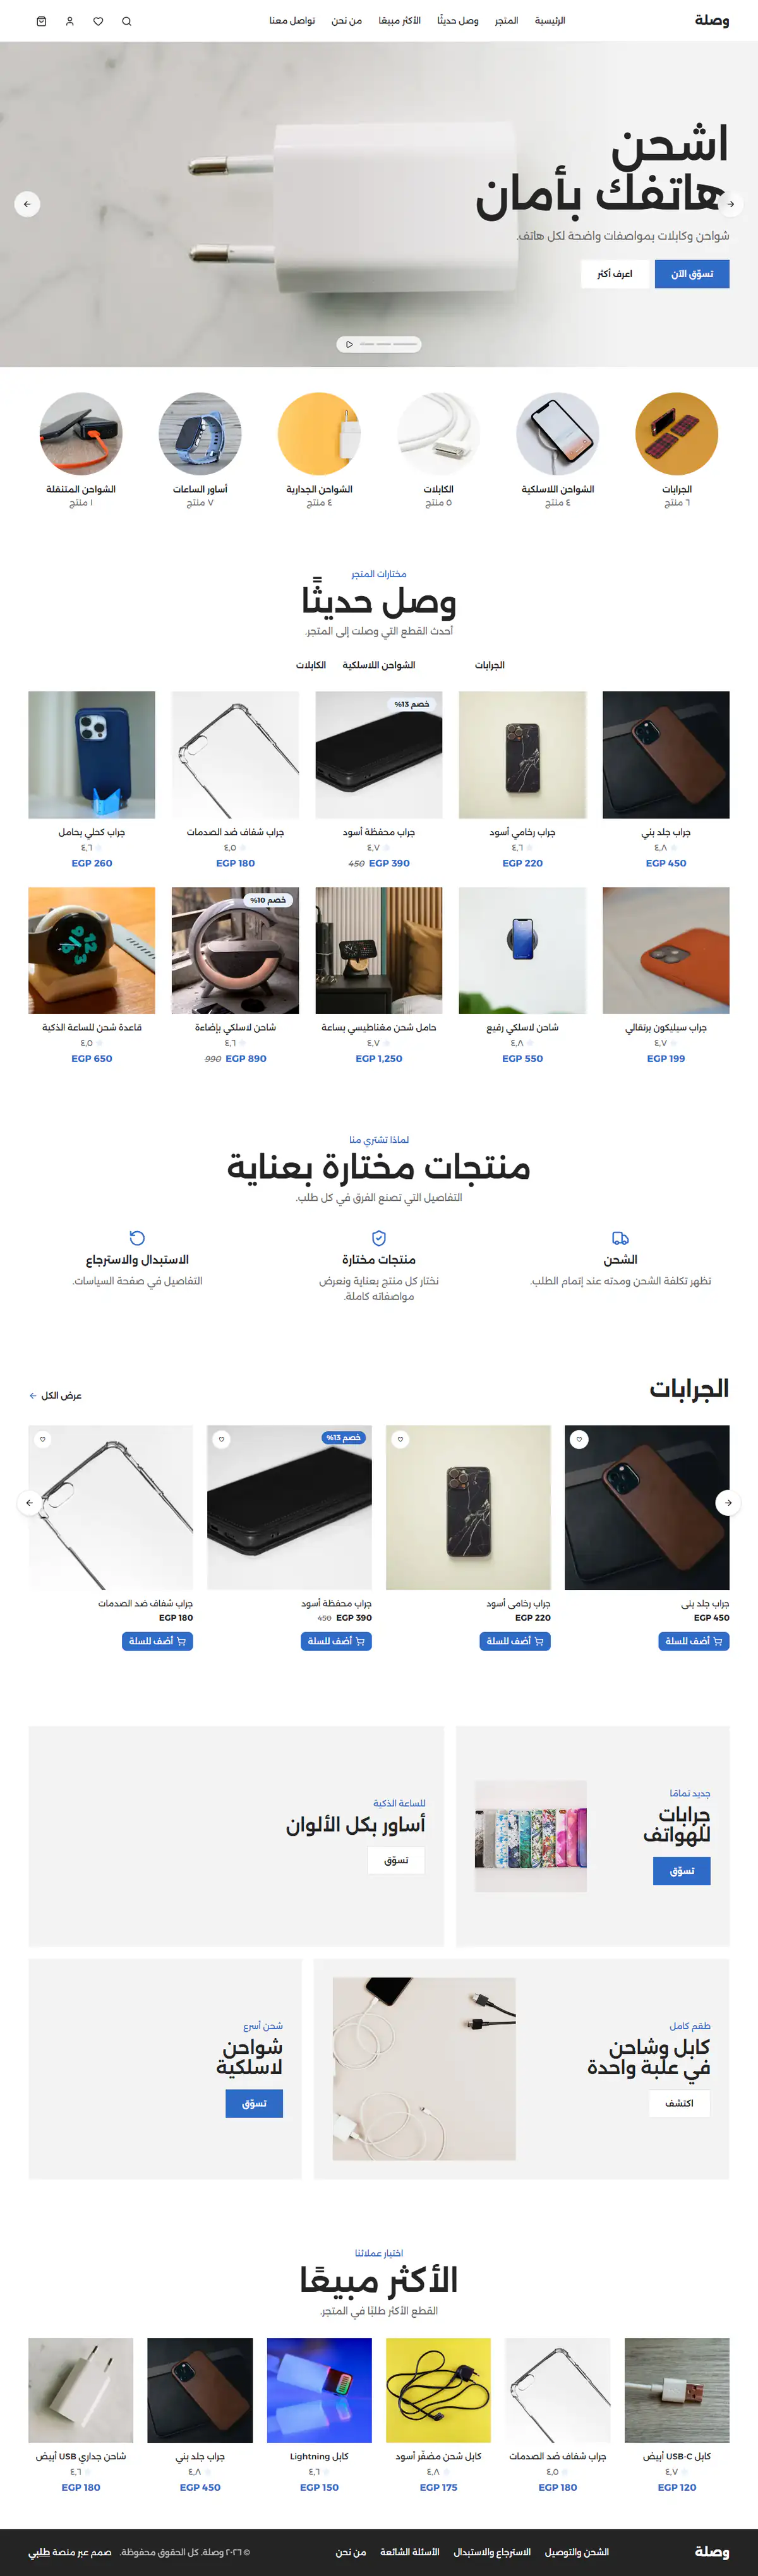 وصلة
الرئيسية
المتجر
وصل حديثًا
الأكثر مبيعًا
من نحن
تواصل معنا
اشحن
هاتفك بأمان
شواحن وكابلات بمواصفات واضحة لكل هاتف.
تسوّق الآن
اعرف أكثر
الجرابات
٦ منتج
الشواحن اللاسلكية
٤ منتج
الكابلات
٥ منتج
الشواحن الجدارية
٤ منتج
أساور الساعات
٧ منتج
الشواحن المتنقلة
١ منتج
مختارات المتجر
وصل حديثًا
أحدث القطع التي وصلت إلى المتجر.
الجرابات
الشواحن اللاسلكية
الكابلات
جراب جلد بني
٤٫٨
EGP 450
جراب رخامي أسود
٤٫٦
EGP 220
خصم 13%
جراب محفظة أسود
٤٫٧
EGP 390 450
جراب شفاف ضد الصدمات
٤٫٥
EGP 180
جراب كحلي بحامل
٤٫٦
EGP 260
جراب سيليكون برتقالي
٤٫٧
EGP 199
شاحن لاسلكي رفيع
٤٫٨
EGP 550
حامل شحن مغناطيسي بساعة
٤٫٧
EGP 1,250
خصم 10%
شاحن لاسلكي بإضاءة
٤٫٦
EGP 890 990
قاعدة شحن للساعة الذكية
٤٫٥
EGP 650
لماذا تشتري منا
منتجات مختارة بعناية
التفاصيل التي تصنع الفرق في كل طلب.
الشحن
تظهر تكلفة الشحن ومدته عند إتمام الطلب.
منتجات مختارة
نختار كل منتج بعناية ونعرض
مواصفاته كاملة.
الاستبدال والاسترجاع
التفاصيل في صفحة السياسات.
الجرابات
عرض الكل
جراب جلد بني
EGP 450
أضف للسلة
جراب رخامي أسود
EGP 220
أضف للسلة
خصم 13%
جراب محفظة أسود
EGP 390 450
أضف للسلة
جراب شفاف ضد الصدمات
EGP 180
أضف للسلة
جديد تمامًا
جرابات
للهواتف
تسوّق
للساعة الذكية
أساور بكل الألوان
تسوّق
طقم كامل
كابل وشاحن
في علبة واحدة
اكتشف
شحن أسرع
شواحن
لاسلكية
تسوّق
اختيار عملائنا
الأكثر مبيعًا
القطع الأكثر طلبًا في المتجر.
كابل USB-C أبيض
٤٫٧
EGP 120
جراب شفاف ضد الصدمات
٤٫٥
EGP 180
كابل شحن مضفّر أسود
٤٫٨
EGP 175
كابل Lightning
٤٫٦
EGP 150
جراب جلد بني
٤٫٨
EGP 450
شاحن جداري USB أبيض
٤٫٦
EGP 180
وصلة
الشحن والتوصيل
الاسترجاع والاستبدال
الأسئلة الشائعة
من نحن
© ٢٠٢٦ وصلة. كل الحقوق محفوظة.
صمم عبر منصة طلبي